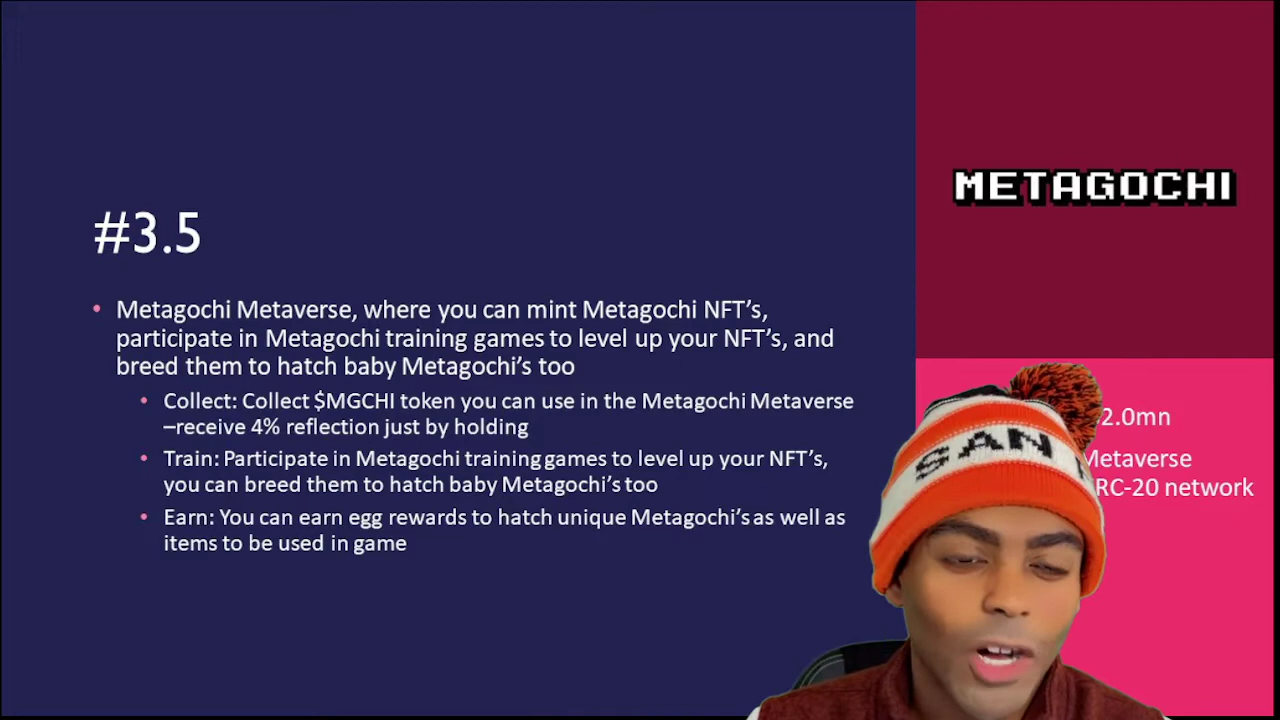 METAGOCHI
#3.5
• Metagochi Metaverse, where you can mint Metagochi NFT’s,
participate in Metagochi training games to level up your NFT’s, and
breed them to hatch baby Metagochi’s too
• Collect: Collect $MGCHI token you can use in the Metagochi Metaverse
–receive 4% reflection just by holding
• Train: Participate in Metagochi training games to level up your NFT’s,
you can breed them to hatch baby Metagochi’s too
• Earn: You can earn egg rewards to hatch unique Metagochi’s as well as
items to be used in game
2.0mn
Metaverse
RC-20 network
SAN